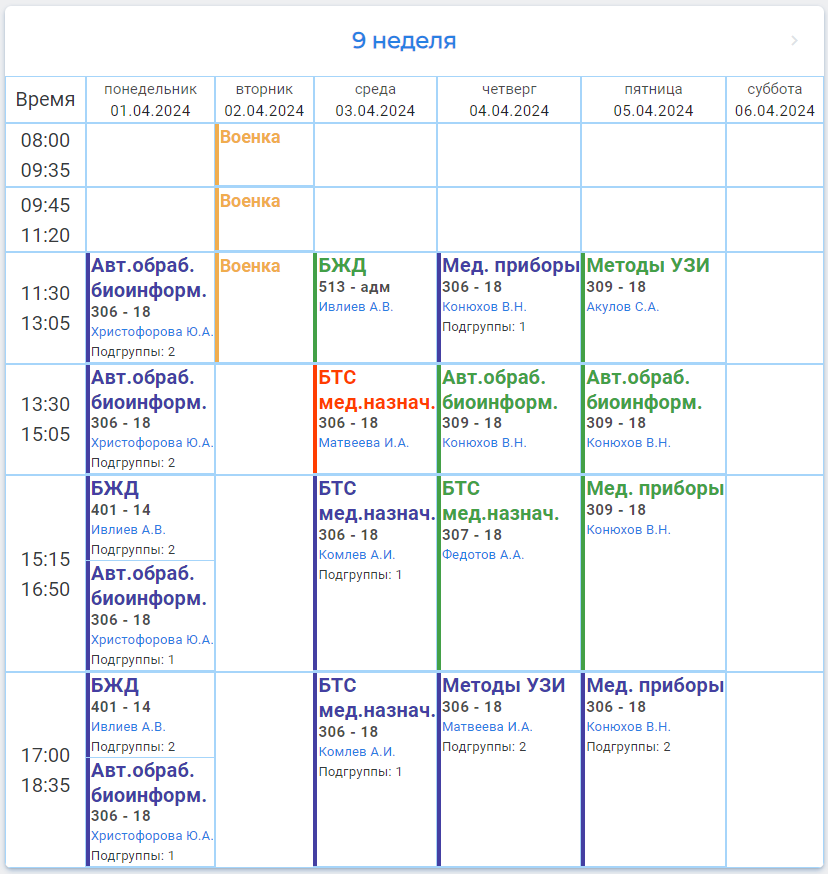 9 неделя
Время
понедельник
01.04.2024
вторник
02.04.2024
среда
03.04.2024
четверг
04.04.2024
пятница
05.04.2024
суббота
06.04.2024
08:00
09:35
Военка
09:45
11:20
Военка
11:30
13:05
Авт.обраб.
биоинформ.
306 - 18
Христофорова Ю.А.
Подгруппы: 2
Военка
БЖД
513 - адм
Ивлиев А.В.
Мед. приборы
306 - 18
Конюхов В.Н.
Подгруппы: 1
Методы УЗИ
309 - 18
Акулов С.А.
13:30
15:05
Авт.обраб.
биоинформ.
306 - 18
Христофорова Ю.А.
Подгруппы: 2
БТС
мед.назнач.
306 - 18
Матвеева И.А.
Авт.обраб.
биоинформ.
309 - 18
Конюхов В.Н.
Авт.обраб.
биоинформ.
309 - 18
Конюхов В.Н.
15:15
16:50
БЖД
401 - 14
Ивлиев А.В.
Подгруппы: 2
Авт.обраб.
биоинформ.
306 - 18
Христофорова Ю.А.
Подгруппы: 1
БТС
мед.назнач.
306 - 18
Комлев А.И.
Подгруппы: 1
БТС
мед.назнач.
307 - 18
Федотов А.А.
Мед. приборы
309 - 18
Конюхов В.Н.
17:00
18:35
БЖД
401 - 14
Ивлиев А.В.
Подгруппы: 2
Авт.обраб.
биоинформ.
306 - 18
Христофорова Ю.А.
Подгруппы: 1
БТС
мед.назнач.
306 - 18
Комлев А.И.
Подгруппы: 1
Методы УЗИ
306 - 18
Матвеева И.А.
Подгруппы: 2
Мед. приборы
306 - 18
Конюхов В.Н.
Подгруппы: 2